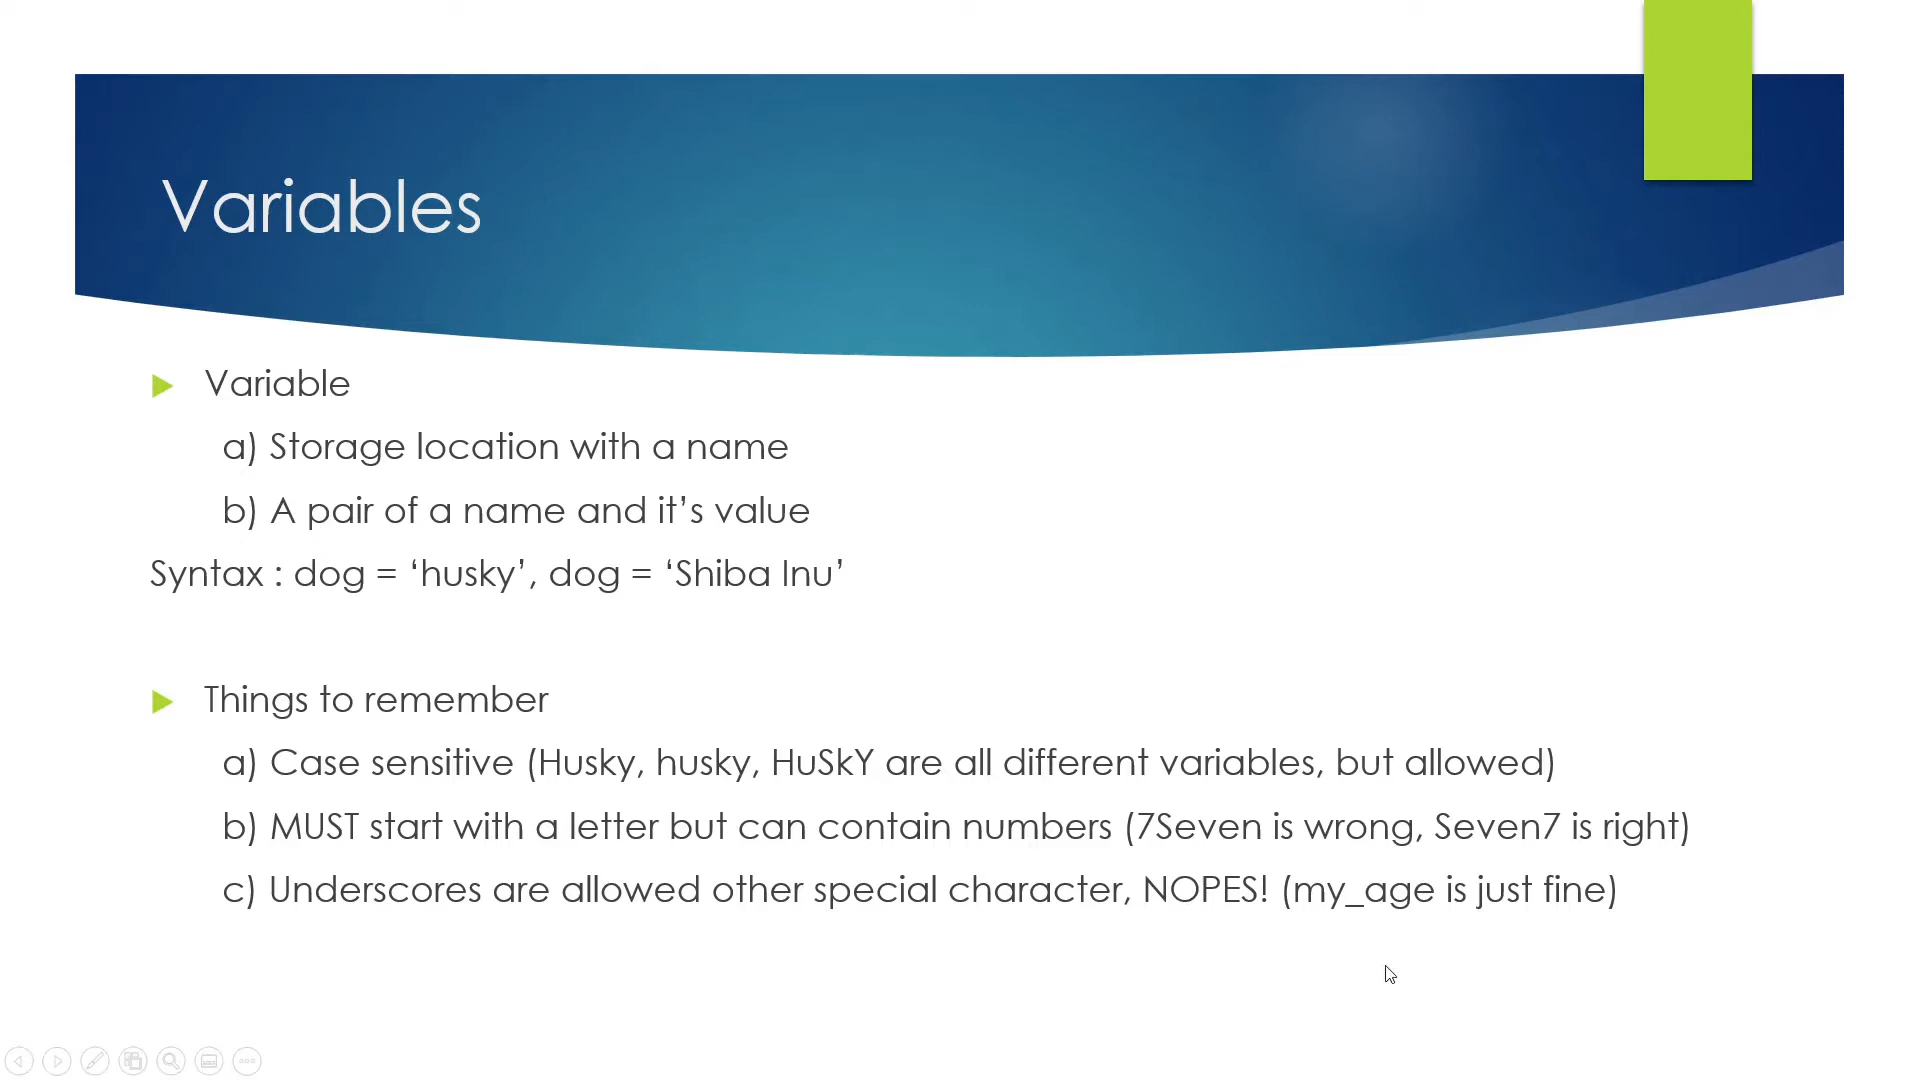 Variables
Variable
a) Storage location with a name
b) A pair of a name and it’s value
Syntax : dog = ‘husky’, dog = ‘Shiba Inu’
Things to remember
a) Case sensitive (Husky, husky, HuSkY are all different variables, but allowed)
b) MUST start with a letter but can contain numbers (7Seven is wrong, Seven7 is right)
c) Underscores are allowed other special character, NOPES! (my_age is just fine)